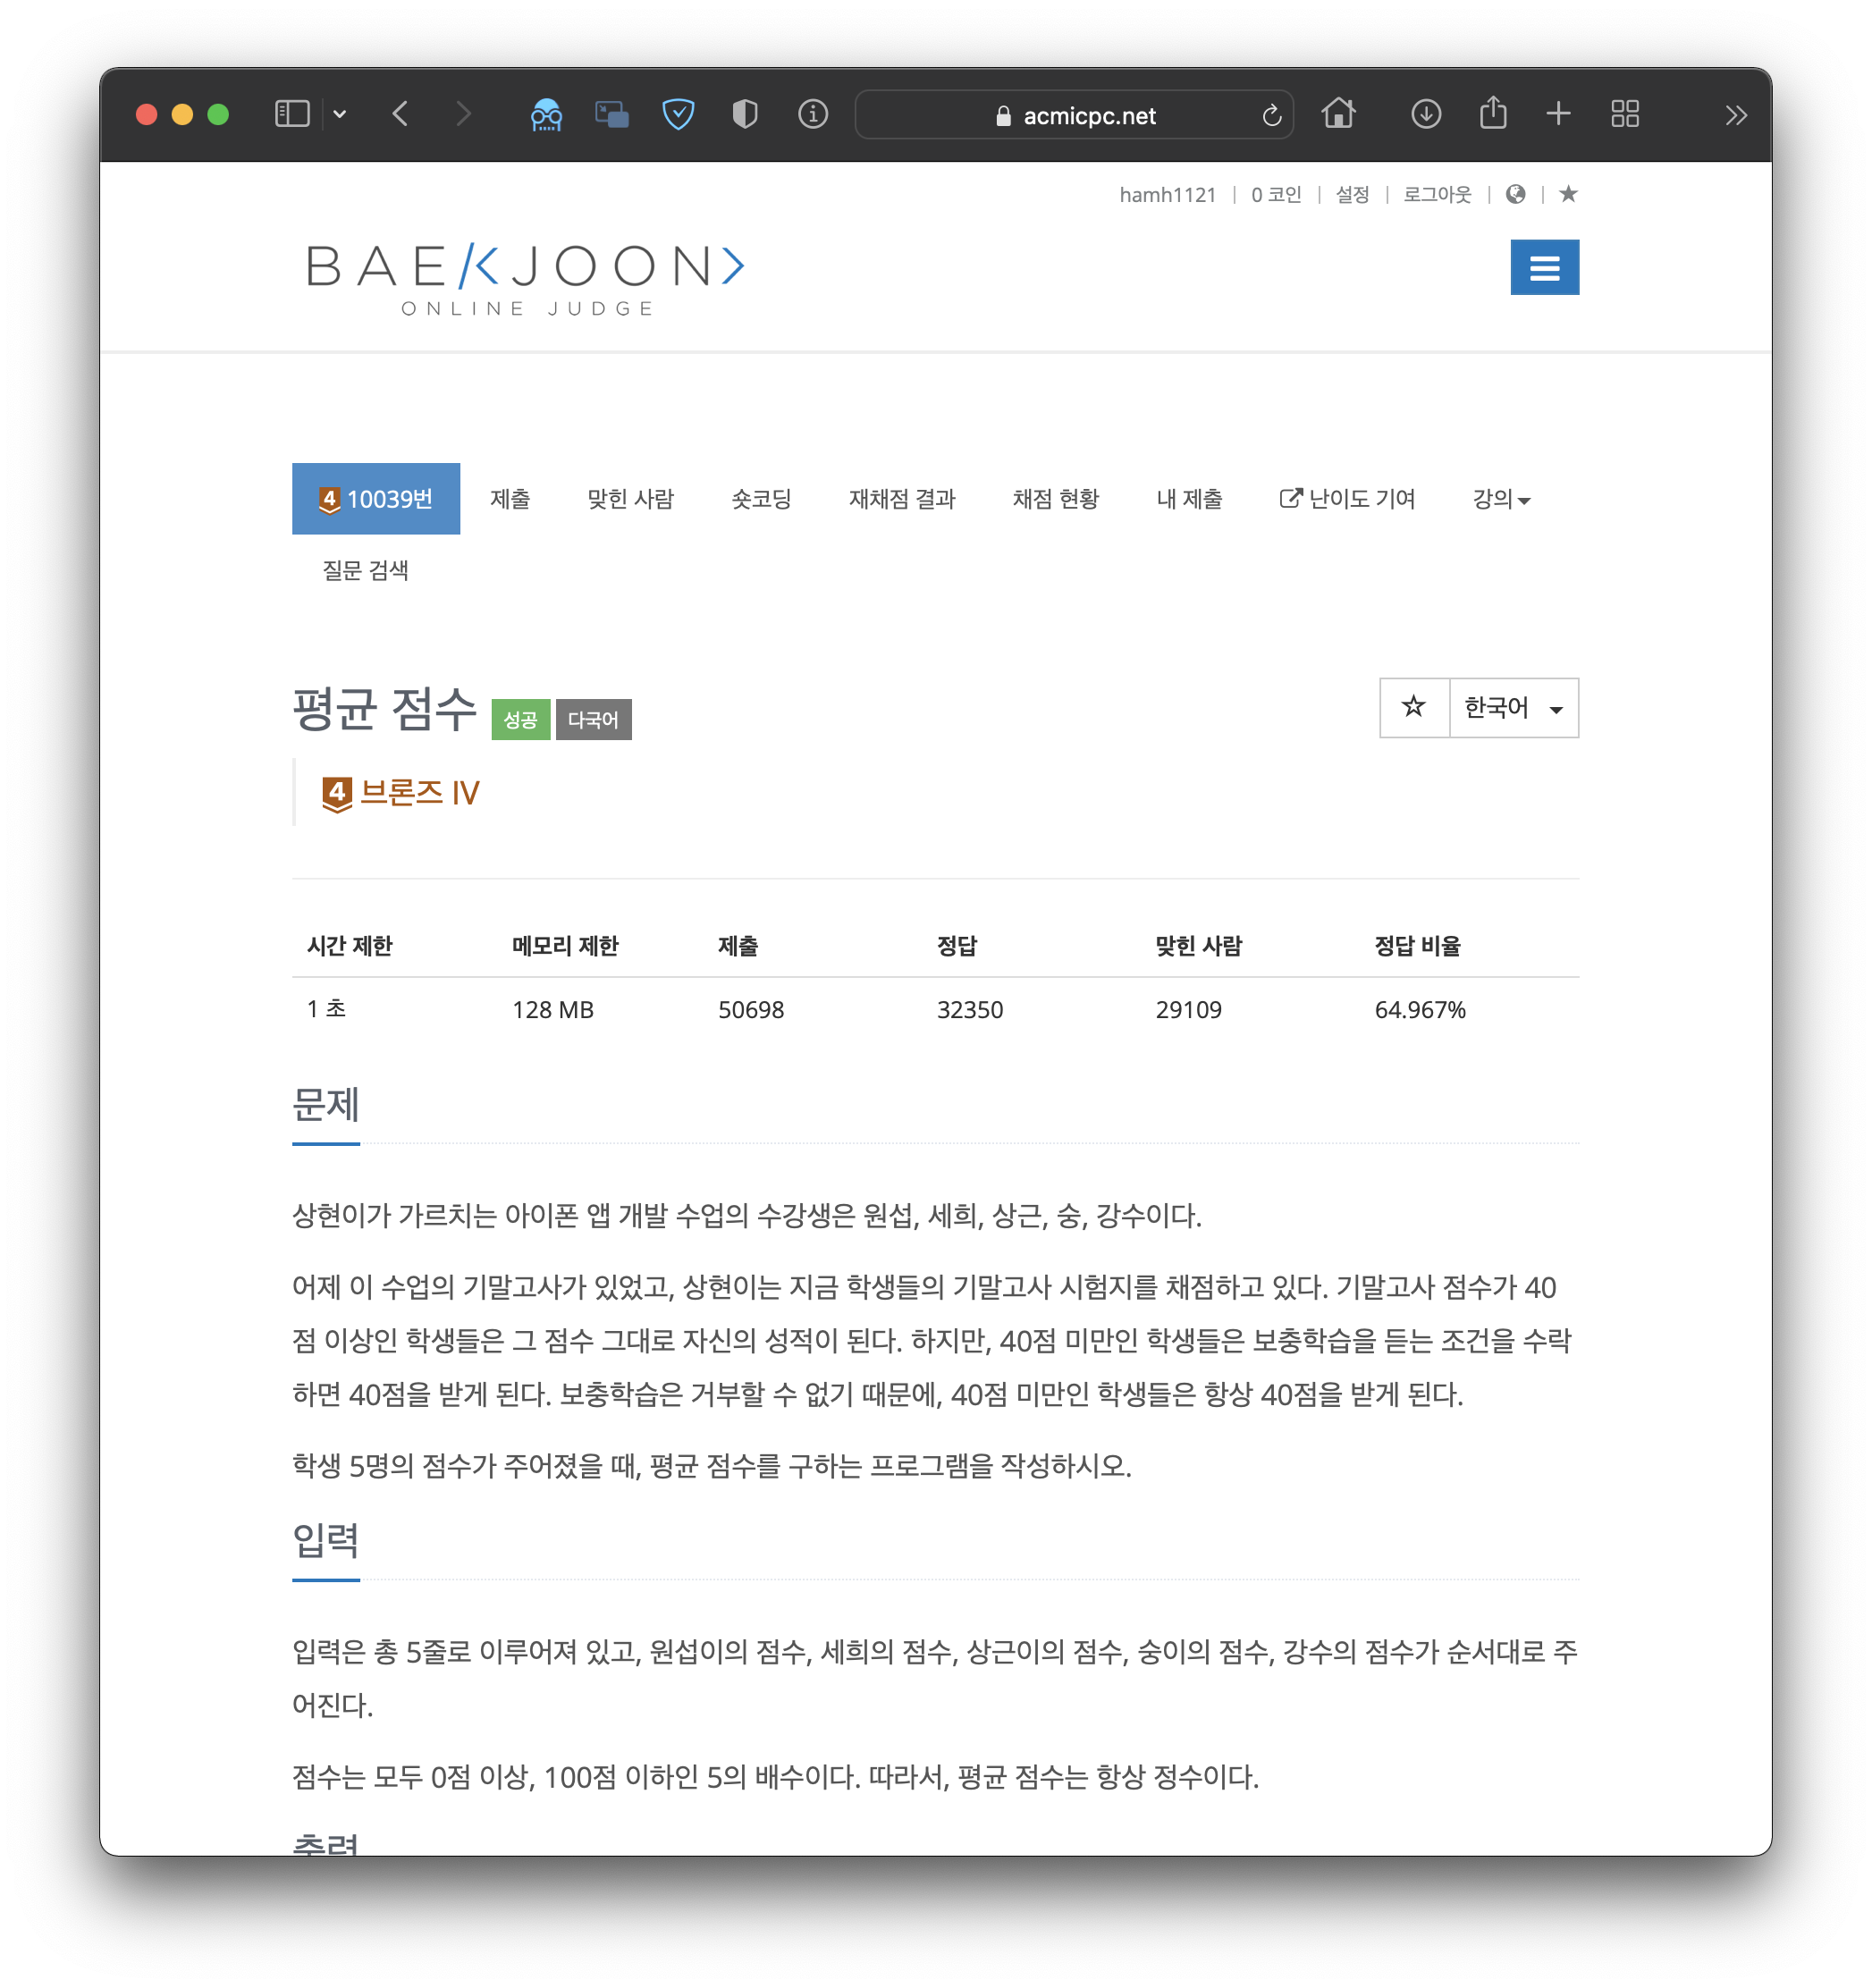 acmicpc.net
hamh1121 | 0 코인 | 설정 | 로그아웃
BAEKJOON>
ONLINE JUDGE
4 10039번 제출 맞힌 사람 숏코딩 재채점 결과 채점 현황 내 제출 난이도 기여 강의
질문 검색
평균 점수 성공 다국어 한국어
4 브론즈 IV
시간 제한 메모리 제한 제출 정답 맞힌 사람 정답 비율
1 초 128 MB 50698 32350 29109 64.967%
문제
상현이가 가르치는 아이폰 앱 개발 수업의 수강생은 원섭, 세희, 상근, 숭, 강수이다.
어제 이 수업의 기말고사가 있었고, 상현이는 지금 학생들의 기말고사 시험지를 채점하고 있다. 기말고사 점수가 40
점 이상인 학생들은 그 점수 그대로 자신의 성적이 된다. 하지만, 40점 미만인 학생들은 보충학습을 듣는 조건을 수락
하면 40점을 받게 된다. 보충학습은 거부할 수 없기 때문에, 40점 미만인 학생들은 항상 40점을 받게 된다.
학생 5명의 점수가 주어졌을 때, 평균 점수를 구하는 프로그램을 작성하시오.
입력
입력은 총 5줄로 이루어져 있고, 원섭이의 점수, 세희의 점수, 상근이의 점수, 숭이의 점수, 강수의 점수가 순서대로 주
어진다.
점수는 모두 0점 이상, 100점 이하인 5의 배수이다. 따라서, 평균 점수는 항상 정수이다.
출력